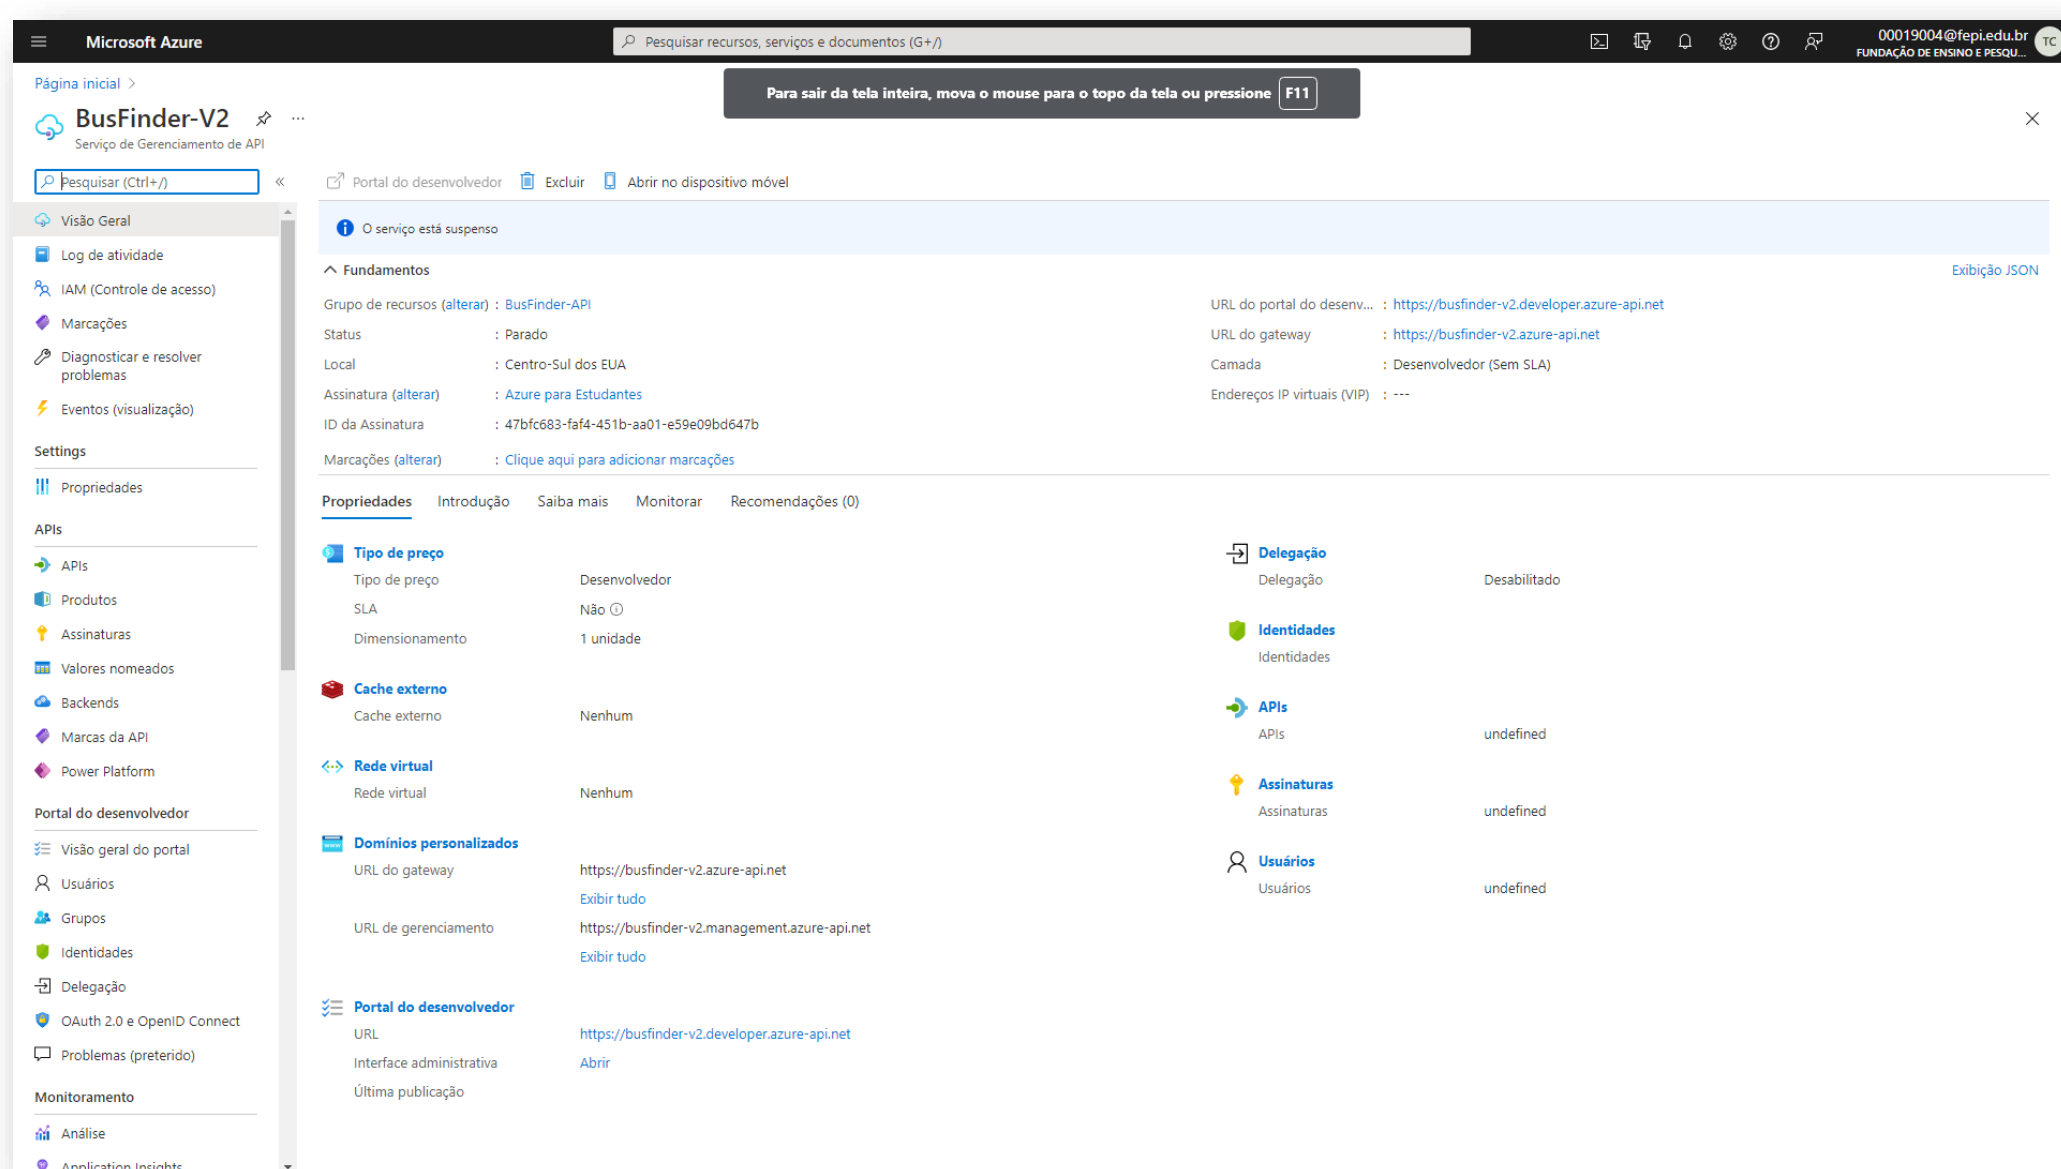 Microsoft Azure
Pesquisar recursos, serviços e documentos (G+/)
00019004@fepi.edu.br
FUNDAÇÃO DE ENSINO E PESQU...
TC
Página inicial >
Para sair da tela inteira, mova o mouse para o topo da tela ou pressione F11
BusFinder-V2
...
Serviço de Gerenciamento de API
Pesquisar (Ctrl+/)
«
Portal do desenvolvedor
Excluir
Abrir no dispositivo móvel
Visão Geral
Log de atividade
IAM (Controle de acesso)
Marcações
Diagnosticar e resolver
problemas
Eventos (visualização)
Settings
Propriedades
APIs
APIs
Produtos
Assinaturas
Valores nomeados
Backends
Marcas da API
Power Platform
Portal do desenvolvedor
Visão geral do portal
Usuários
Grupos
Identidades
Delegação
OAuth 2.0 e OpenID Connect
Problemas (preterido)
Monitoramento
Análise
Application Insights
O serviço está suspenso
Fundamentos
Exibição JSON
Grupo de recursos (alterar) : BusFinder-API
Status : Parado
Local : Centro-Sul dos EUA
Assinatura (alterar) : Azure para Estudantes
ID da Assinatura : 47bfc683-faf4-451b-aa01-e59e09bd647b
Marcações (alterar) : Clique aqui para adicionar marcações
URL do portal do desenv... : https://busfinder-v2.developer.azure-api.net
URL do gateway : https://busfinder-v2.azure-api.net
Camada : Desenvolvedor (Sem SLA)
Endereços IP virtuais (VIP) : ---
Propriedades Introdução Saiba mais Monitorar Recomendações (0)
Tipo de preço
Tipo de preço Desenvolvedor
SLA Não
Dimensionamento 1 unidade
Cache externo
Cache externo Nenhum
Rede virtual
Rede virtual Nenhum
Domínios personalizados
URL do gateway https://busfinder-v2.azure-api.net
Exibir tudo
URL de gerenciamento https://busfinder-v2.management.azure-api.net
Exibir tudo
Portal do desenvolvedor
URL https://busfinder-v2.developer.azure-api.net
Interface administrativa Abrir
Última publicação
Delegação
Delegação Desabilitado
Identidades
Identidades
APIs
APIs undefined
Assinaturas
Assinaturas undefined
Usuários
Usuários undefined